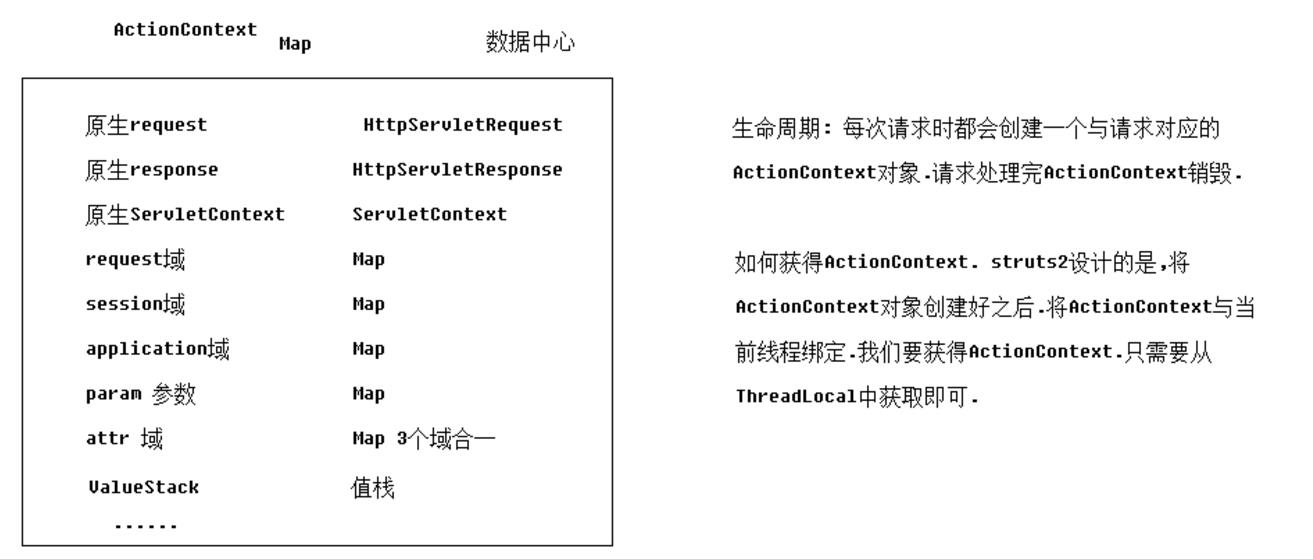 ActionContext
Map
数据中心
原生request HttpServletRequest
原生response HttpServletResponse
原生ServletContext ServletContext
request域 Map
session域 Map
application域 Map
param 参数 Map
attr 域 Map 3个域合一
ValueStack 值栈
......
生命周期: 每次请求时都会创建一个与请求对应的
ActionContext对象.请求处理完ActionContext销毁.
如何获得ActionContext. struts2设计的是,将
ActionContext对象创建好之后.将ActionContext与当
前线程绑定.我们要获得ActionContext.只需要从
ThreadLocal中获取即可.